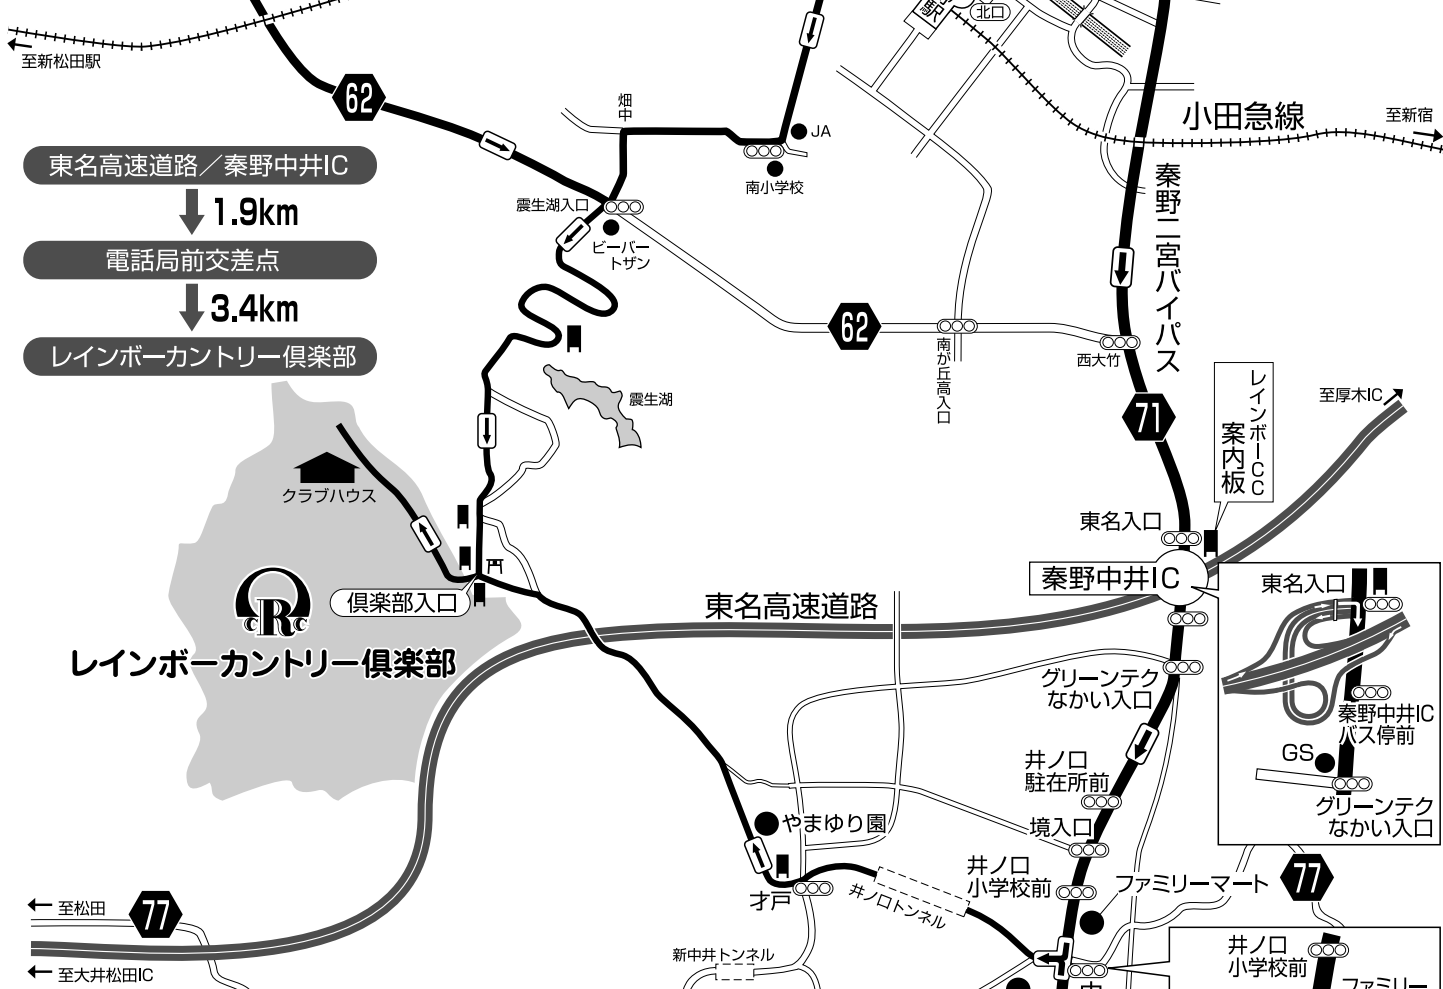 駅
北口
至新松田駅
62
畑中
JA
南小学校
小田急線
至新宿
東名高速道路／秦野中井IC
1.9km
電話局前交差点
3.4km
レインボーカントリー倶楽部
震生湖入口
ビーバー
トザン
秦野二宮バイパス
62
南が丘高入口
西大竹
震生湖
71
レインボーCC
案内板
至厚木IC
クラブハウス
東名入口
秦野中井IC
東名入口
倶楽部入口
東名高速道路
CRC
レインボーカントリー倶楽部
グリーンテク
なかい入口
秦野中井IC
バス停前
GS
グリーンテク
なかい入口
井ノ口
駐在所前
境入口
やまゆり園
井ノ口
小学校前
ファミリーマート
77
才戸
井ノ口トンネル
至松田
77
新中井トンネル
至大井松田IC
井ノ口
小学校前
ファミリー